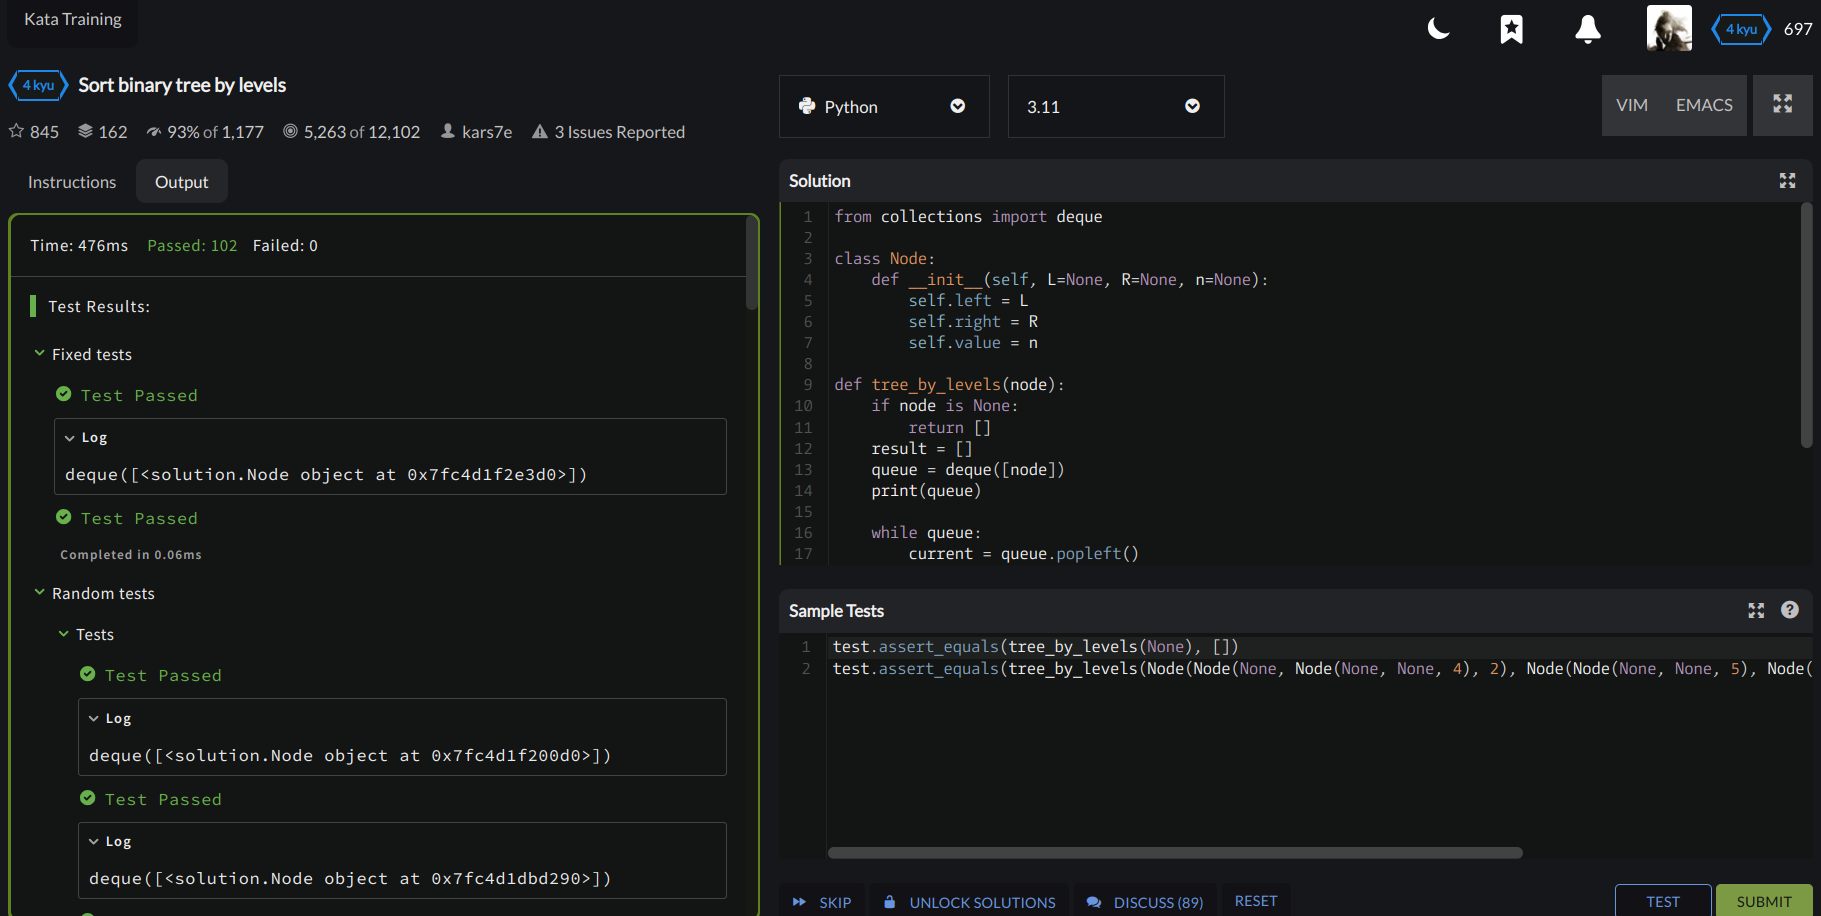 Kata Training
4 kyu 697
4 kyu Sort binary tree by levels
845 162 93% of 1,177 5,263 of 12,102 kars7e 3 Issues Reported
Instructions Output
Time: 476ms Passed: 102 Failed: 0
Test Results:
Fixed tests
Test Passed
Log
deque([<solution.Node object at 0x7fc4d1f2e3d0>])
Test Passed
Completed in 0.06ms
Random tests
Tests
Test Passed
Log
deque([<solution.Node object at 0x7fc4d1f200d0>])
Test Passed
Log
deque([<solution.Node object at 0x7fc4d1dbd290>])
Python 3.11 VIM EMACS
Solution
1 from collections import deque
2
3 class Node:
4     def __init__(self, L=None, R=None, n=None):
5         self.left = L
6         self.right = R
7         self.value = n
8
9 def tree_by_levels(node):
10     if node is None:
11         return []
12     result = []
13     queue = deque([node])
14     print(queue)
15
16     while queue:
17         current = queue.popleft()
Sample Tests ?
1 test.assert_equals(tree_by_levels(None), [])
2 test.assert_equals(tree_by_levels(Node(Node(None, Node(None, None, 4), 2), Node(Node(None, None, 5), Node(
SKIP UNLOCK SOLUTIONS DISCUSS (89) RESET TEST SUBMIT